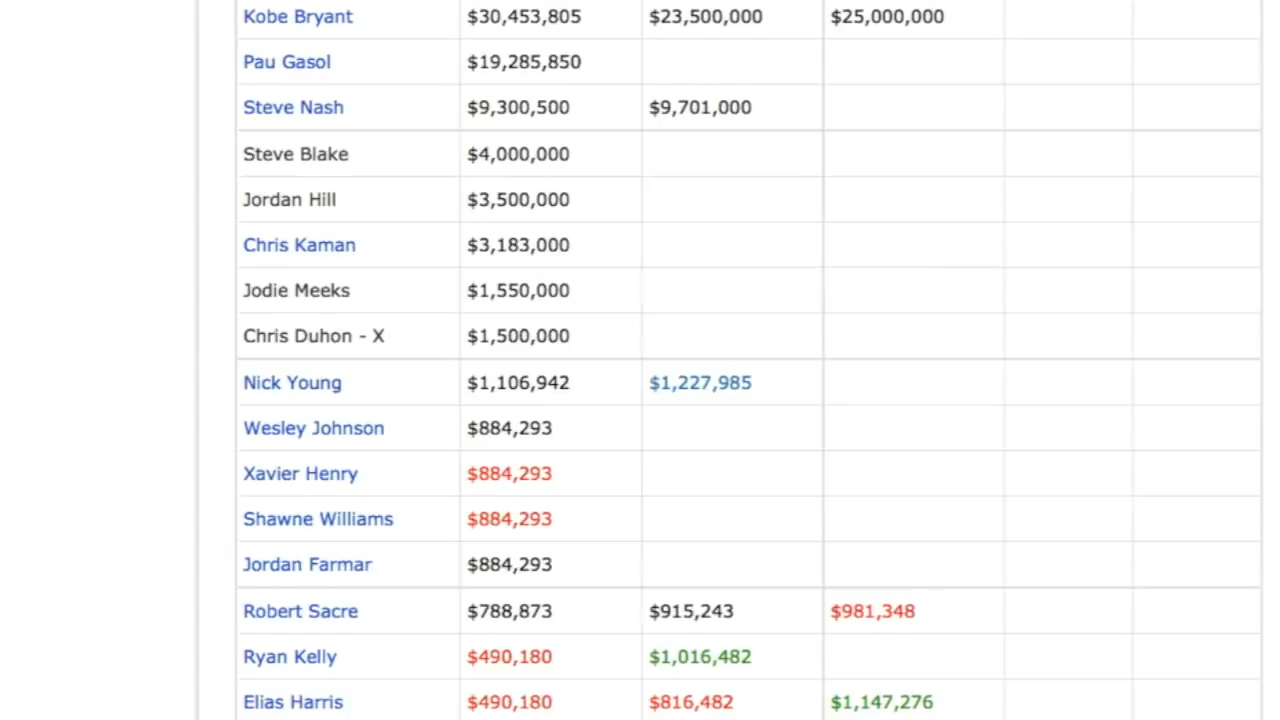 Kobe Bryant $30,453,805 $23,500,000 $25,000,000
Pau Gasol $19,285,850
Steve Nash $9,300,500 $9,701,000
Steve Blake $4,000,000
Jordan Hill $3,500,000
Chris Kaman $3,183,000
Jodie Meeks $1,550,000
Chris Duhon - X $1,500,000
Nick Young $1,106,942 $1,227,985
Wesley Johnson $884,293
Xavier Henry $884,293
Shawne Williams $884,293
Jordan Farmar $884,293
Robert Sacre $788,873 $915,243 $981,348
Ryan Kelly $490,180 $1,016,482
Elias Harris $490,180 $816,482 $1,147,276